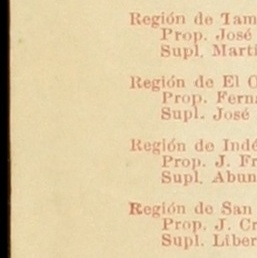 Región de Tam
Prop. José
Supl. Marti
Región de El
Prop. Ferna
Supl. José
Región de Indé
Prop. J. Fr
Supl. Abun
Región de San
Prop. J. Cr
Supl. Liber